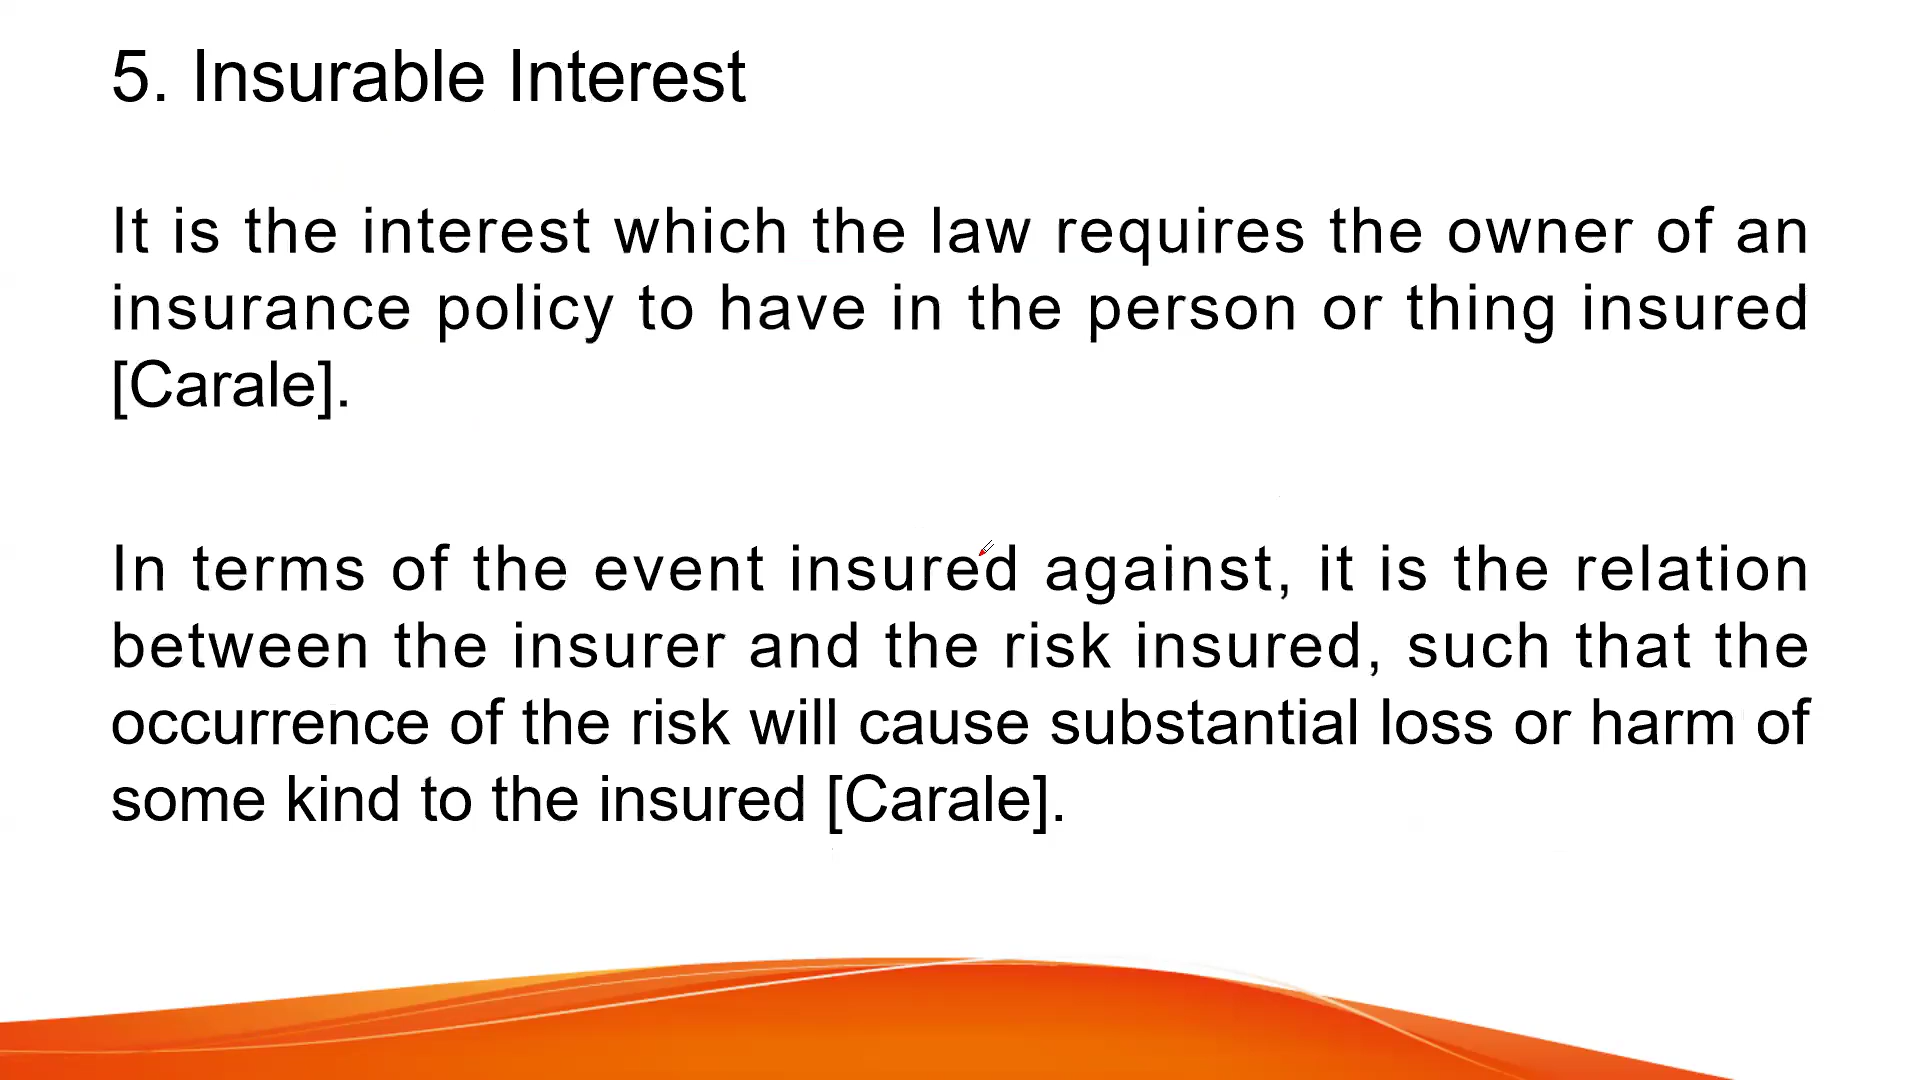 5. Insurable Interest
It is the interest which the law requires the owner of an
insurance policy to have in the person or thing insured
[Carale].
In terms of the event insured against, it is the relation
between the insurer and the risk insured, such that the
occurrence of the risk will cause substantial loss or harm of
some kind to the insured [Carale].